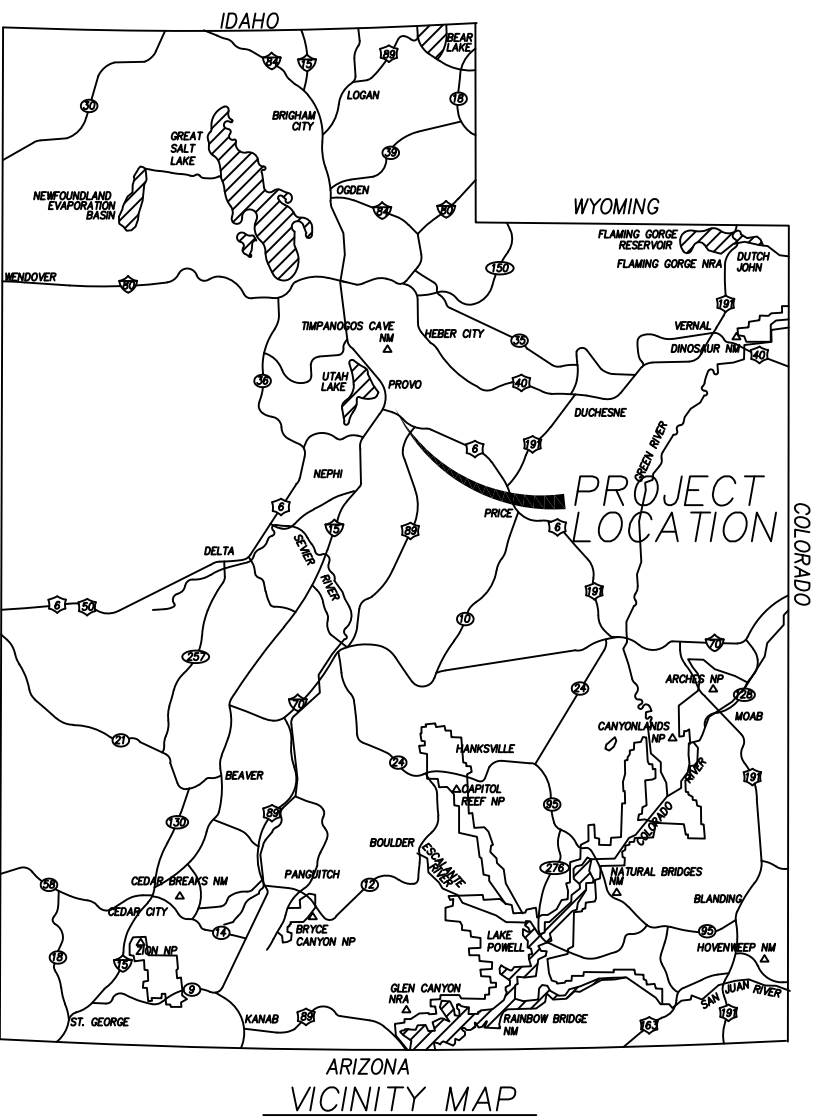 IDAHO
84
15
89
BEAR
LAKE
30
LOGAN
18
BRIGHAM
CITY
GREAT
SALT
LAKE
39
NEWFOUNDLAND
EVAPORATION
BASIN
OGDEN
84
80
WYOMING
FLAMING GORGE
RESERVOIR
FLAMING GORGE NRA
DUTCH
JOHN
150
WENDOVER
80
191
TIMPANOGOS CAVE
NM
HEBER CITY
35
VERNAL
DINOSAUR NM
40
36
UTAH
LAKE
PROVO
40
DUCHESNE
6
191
GREEN RIVER
NEPHI
PROJECT
LOCATION
6
15
89
PRICE
6
COLORADO
DELTA
SEVIER
RIVER
6
50
191
10
257
70
24
ARCHES NP
128
MOAB
70
21
CANYONLANDS
NP
HANKSVILLE
24
BEAVER
CAPITOL
REEF NP
RIVER
191
95
89
130
COLORADO
BOULDER
ESCALANTE
RIVER
276
NATURAL BRIDGES
NM
58
CEDAR BREAKS NM
PANGUITCH
12
BLANDING
CEDAR CITY
14
BRYCE
CANYON NP
LAKE
POWELL
95
HOVENWEEP NM
18
15
ZION NP
9
GLEN CANYON
NRA
SAN JUAN RIVER
ST. GEORGE
KANAB
89
RAINBOW BRIDGE
NM
163
191
ARIZONA
VICINITY MAP